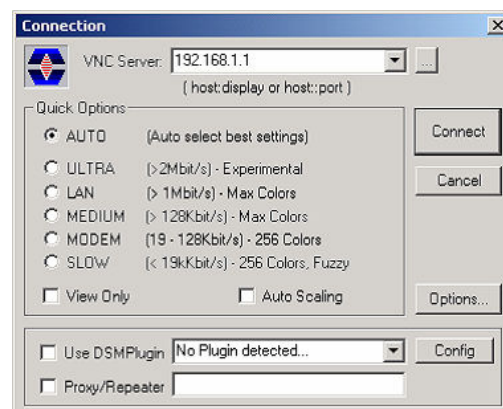 Connection
VNC Server: 192.168.1.1 ...
( host:display or host::port )
Quick Options
AUTO (Auto select best settings)
Connect
ULTRA (>2Mbit/s) - Experimental
Cancel
LAN (> 1Mbit/s) - Max Colors
MEDIUM (> 128Kbit/s) - Max Colors
MODEM (19 - 128Kbit/s) - 256 Colors
SLOW (< 19kKbit/s) - 256 Colors, Fuzzy
View Only Auto Scaling Options...
Use DSMPlugin No Plugin detected... Config
Proxy/Repeater